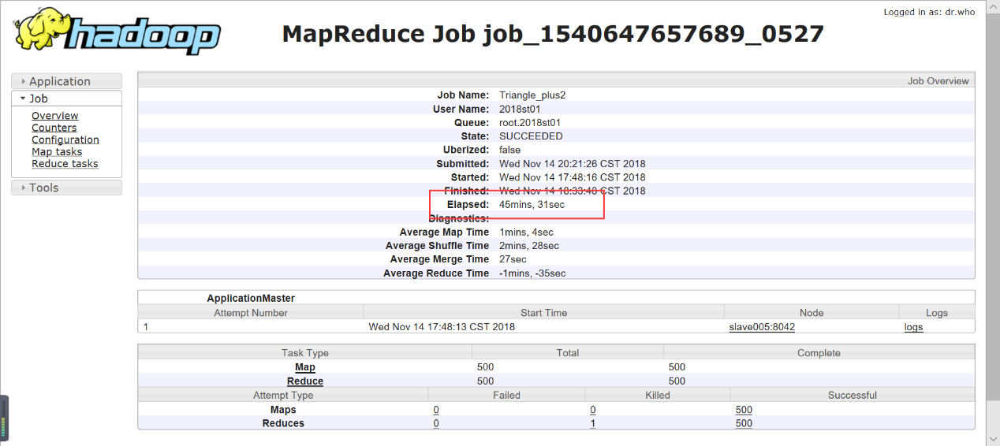 Logged in as: dr.who
hadoop
MapReduce Job job_1540647657689_0527
Application
Job
Overview
Counters
Configuration
Map tasks
Reduce tasks
Tools
Job Overview
Job Name: Triangle_plus2
User Name: 2018st01
Queue: root.2018st01
State: SUCCEEDED
Uberized: false
Submitted: Wed Nov 14 20:21:26 CST 2018
Started: Wed Nov 14 17:48:16 CST 2018
Finished: Wed Nov 14 18:33:48 CST 2018
Elapsed: 45mins, 31sec
Diagnostics:
Average Map Time 1mins, 4sec
Average Shuffle Time 2mins, 28sec
Average Merge Time 27sec
Average Reduce Time -1mins, -35sec
ApplicationMaster
Attempt Number Start Time Node Logs
1 Wed Nov 14 17:48:13 CST 2018 slave005:8042 logs
Task Type Total Complete
Map 500 500
Reduce 500 500
Attempt Type Failed Killed Successful
Maps 0 0 500
Reduces 0 1 500